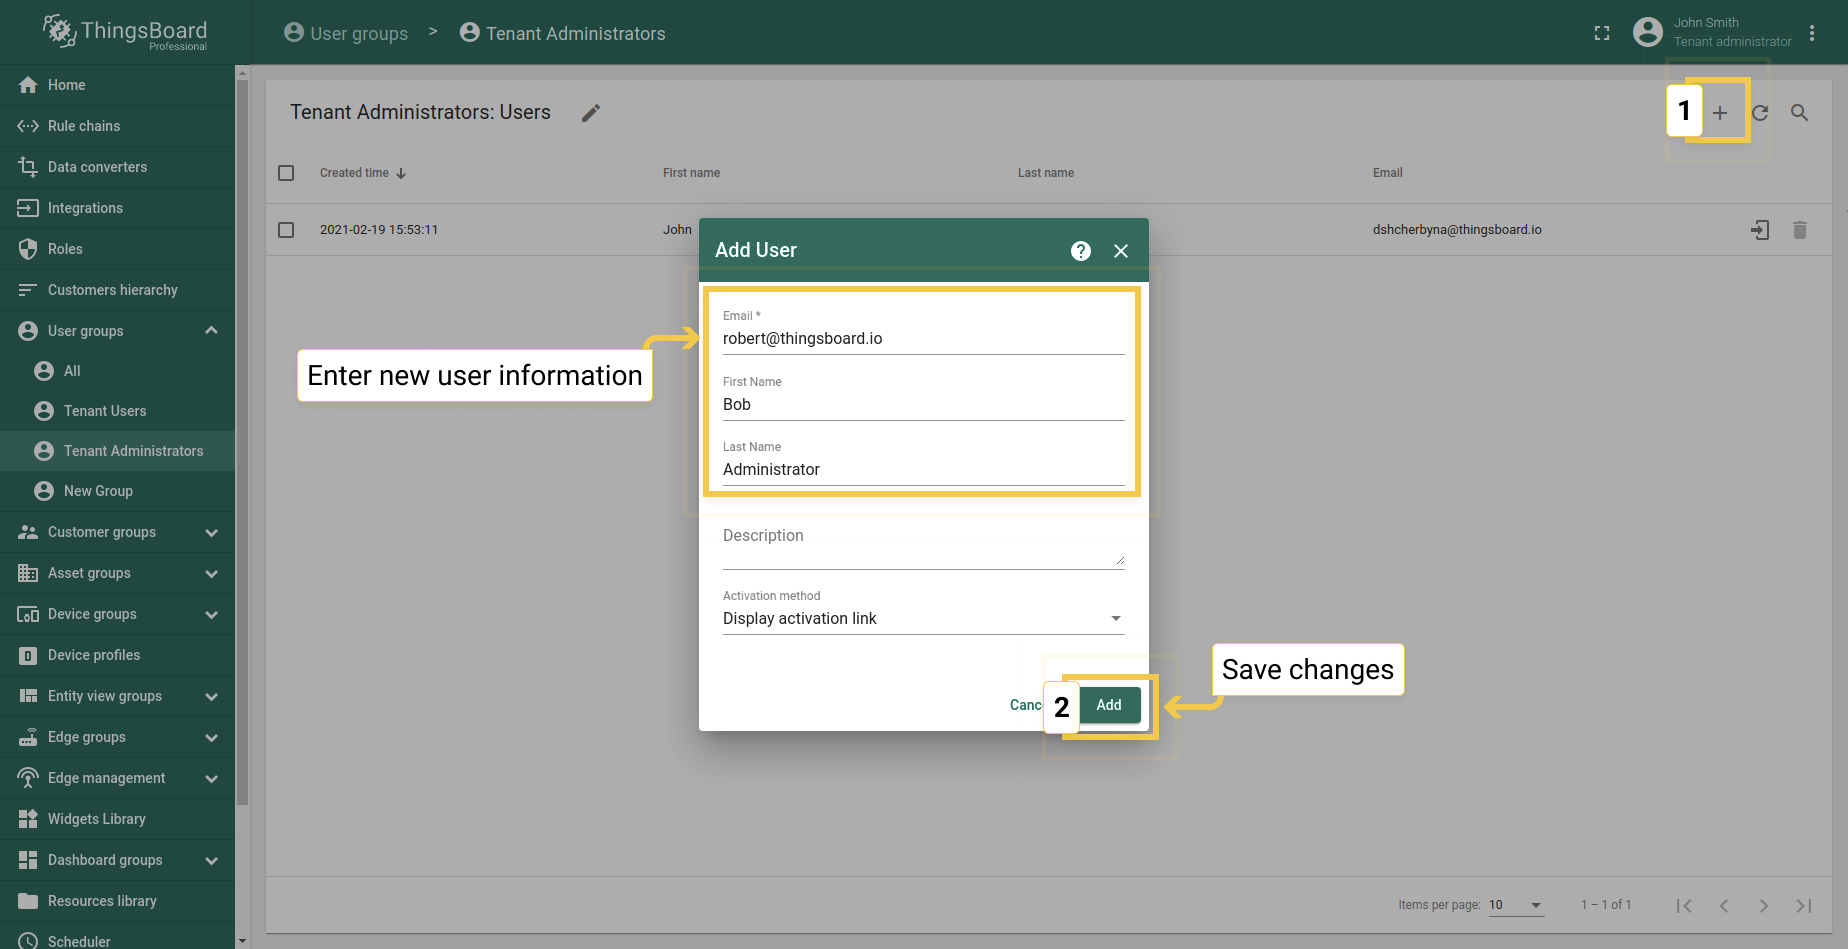 ThingsBoard
Professional
User groups > Tenant Administrators
John Smith
Tenant administrator
Home
Rule chains
Data converters
Integrations
Roles
Customers hierarchy
User groups
All
Tenant Users
Tenant Administrators
New Group
Customer groups
Asset groups
Device groups
Device profiles
Entity view groups
Edge groups
Edge management
Widgets Library
Dashboard groups
Resources library
Scheduler
Tenant Administrators: Users
1
Created time
First name
Last name
Email
2021-02-19 15:53:11
John
dshcherbyna@thingsboard.io
Add User
Enter new user information
Email *
robert@thingsboard.io
First Name
Bob
Last Name
Administrator
Description
Activation method
Display activation link
Canc
2
Add
Save changes
Items per page: 10
1 – 1 of 1